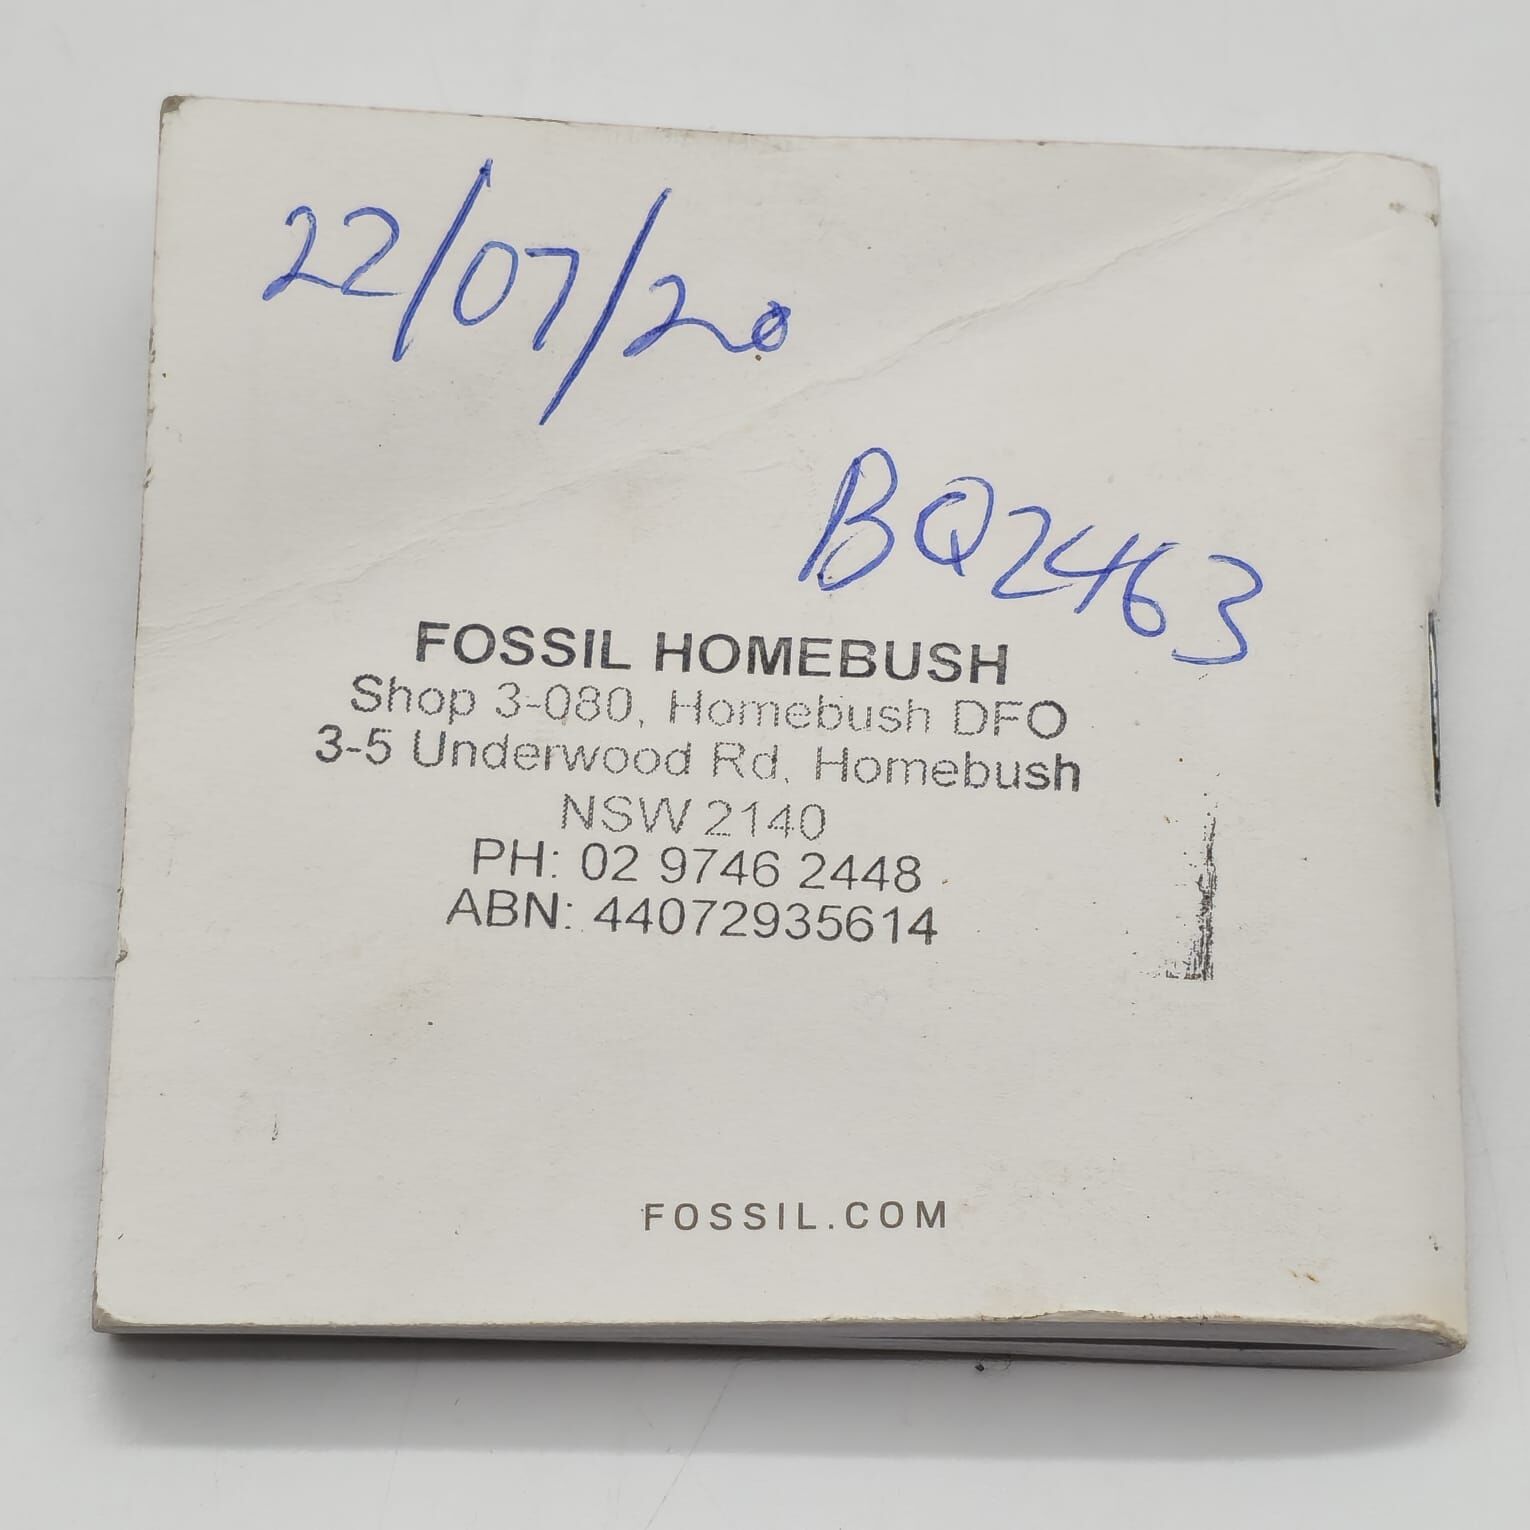 22/07/20
BQ2463
FOSSIL HOMEBUSH
Shop 3-080, Homebush DFO
3-5 Underwood Rd, Homebush
NSW 2140
PH: 02 9746 2448
ABN: 44072935614
FOSSIL.COM